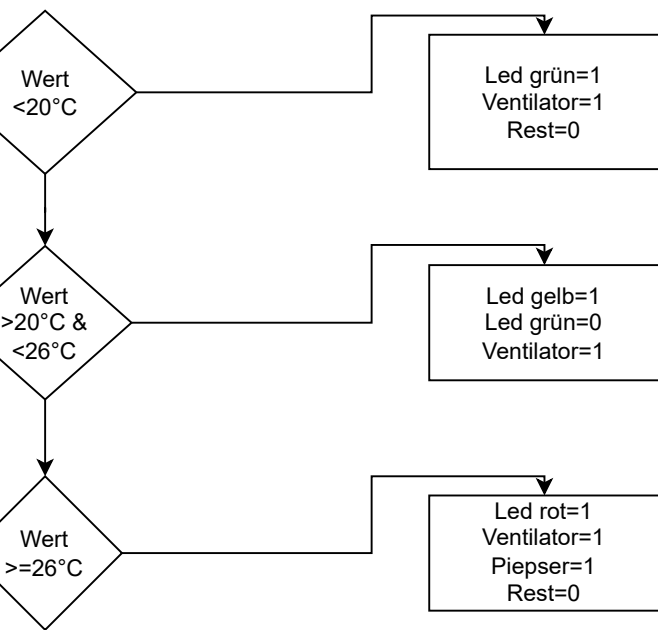 Wert
<20°C
Led grün=1
Ventilator=1
Rest=0
Wert
>20°C &
<26°C
Led gelb=1
Led grün=0
Ventilator=1
Wert
>=26°C
Led rot=1
Ventilator=1
Piepser=1
Rest=0